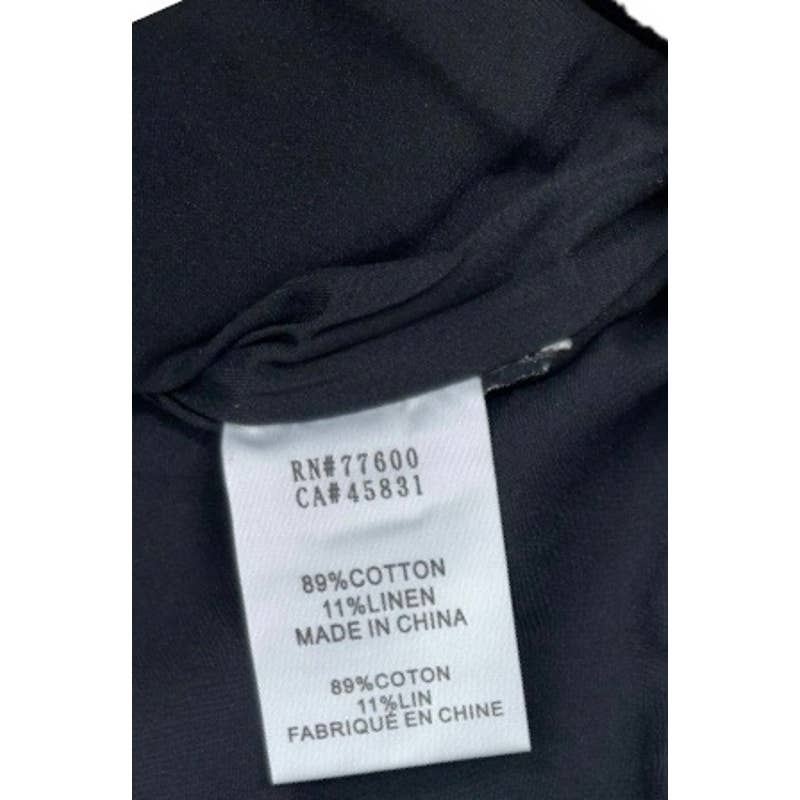 RN#77600
CA#45831
89%COTTON
11%LINEN
MADE IN CHINA
89%COTON
11%LIN
FABRIQUÉ EN CHINE